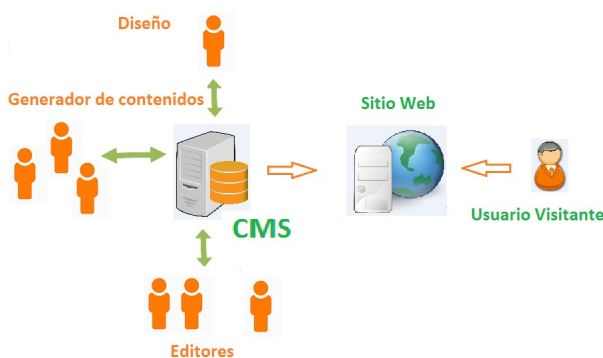 Diseño
Generador de contenidos
Sitio Web
CMS
Usuario Visitante
Editores